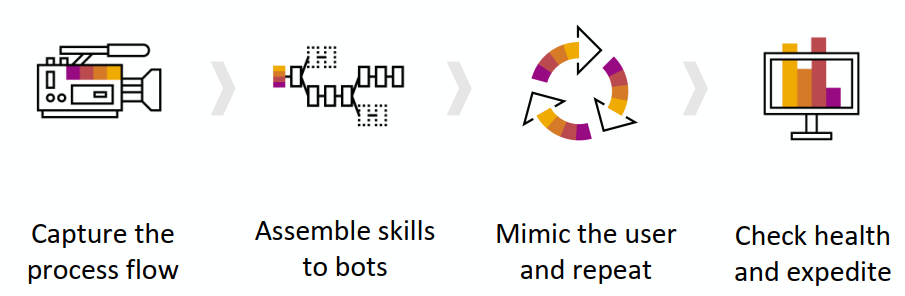 Capture the
process flow
Assemble skills
to bots
Mimic the user
and repeat
Check health
and expedite